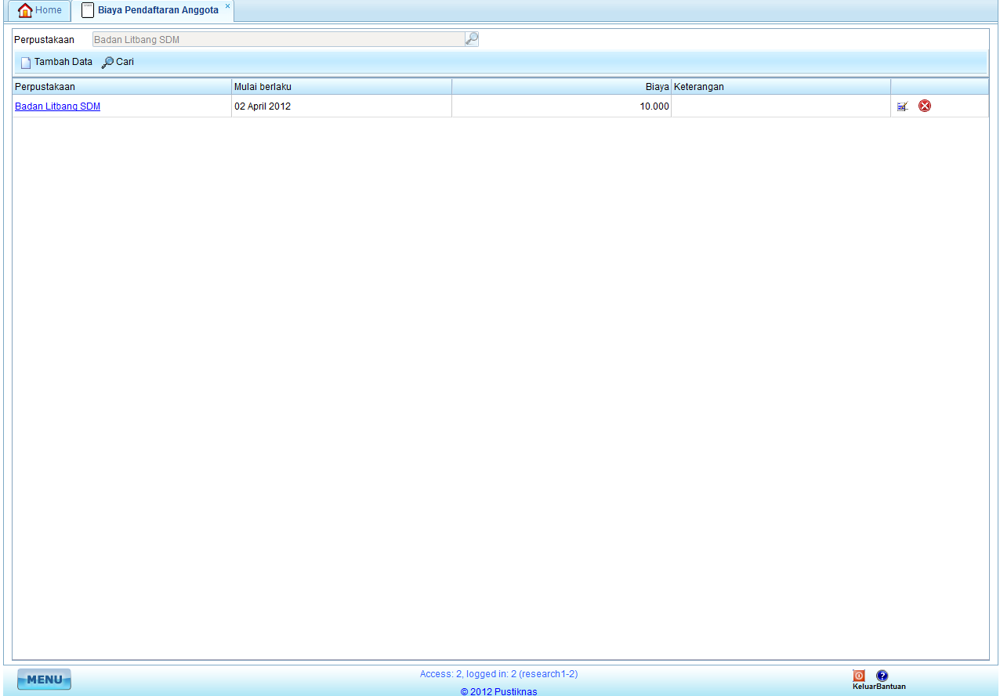 Home Biaya Pendaftaran Anggota
Perpustakaan Badan Litbang SDM
Tambah Data Cari
Perpustakaan Mulai berlaku Biaya Keterangan
Badan Litbang SDM 02 April 2012 10.000
MENU Access: 2, logged in: 2 (research1-2)
KeluarBantuan
© 2012 Pustiknas